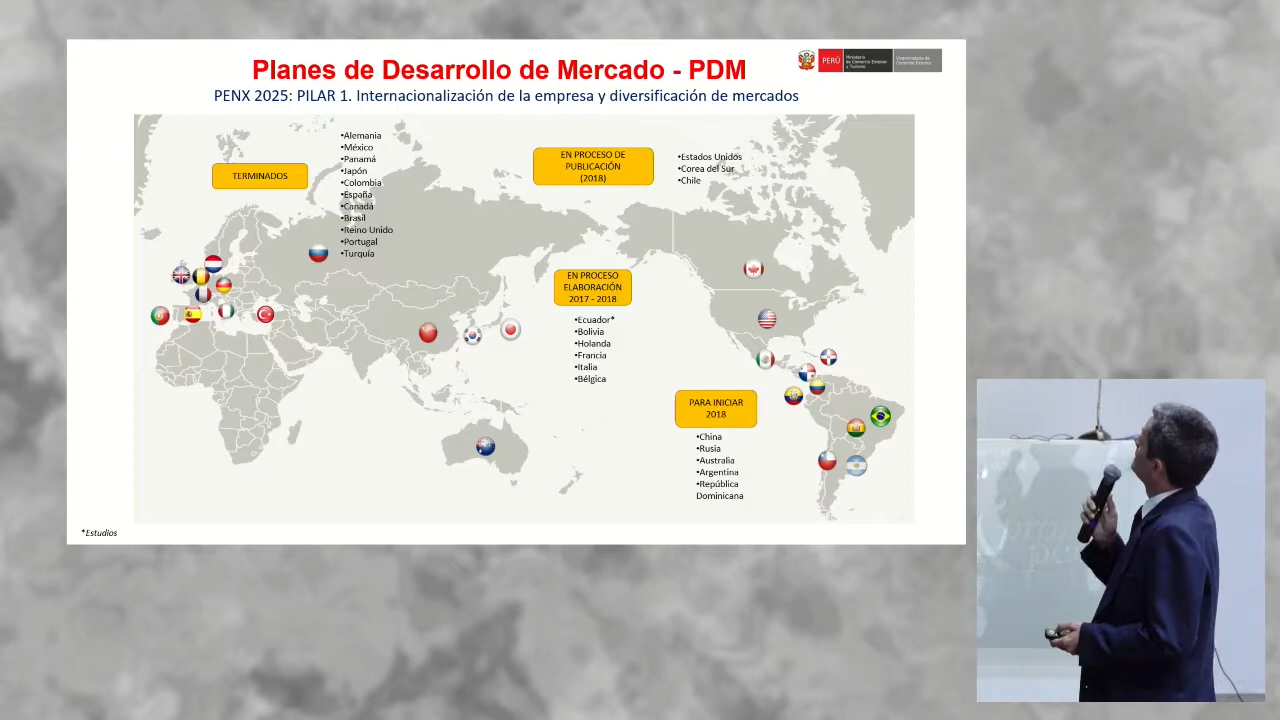 Planes de Desarrollo de Mercado - PDM
PERÚ
Ministerio
de Comercio Exterior
y Turismo
Viceministerio de
Comercio Exterior
PENX 2025: PILAR 1. Internacionalización de la empresa y diversificación de mercados
TERMINADOS
•Alemania
•México
•Panamá
•Japón
•Colombia
•España
•Canadá
•Brasil
•Reino Unido
•Portugal
•Turquía
EN PROCESO DE
PUBLICACIÓN
(2018)
•Estados Unidos
•Corea del Sur
•Chile
EN PROCESO
ELABORACIÓN
2017 - 2018
•Ecuador*
•Bolivia
•Holanda
•Francia
•Italia
•Bélgica
PARA INICIAR
2018
•China
•Rusia
•Australia
•Argentina
•República
Dominicana
*Estudios